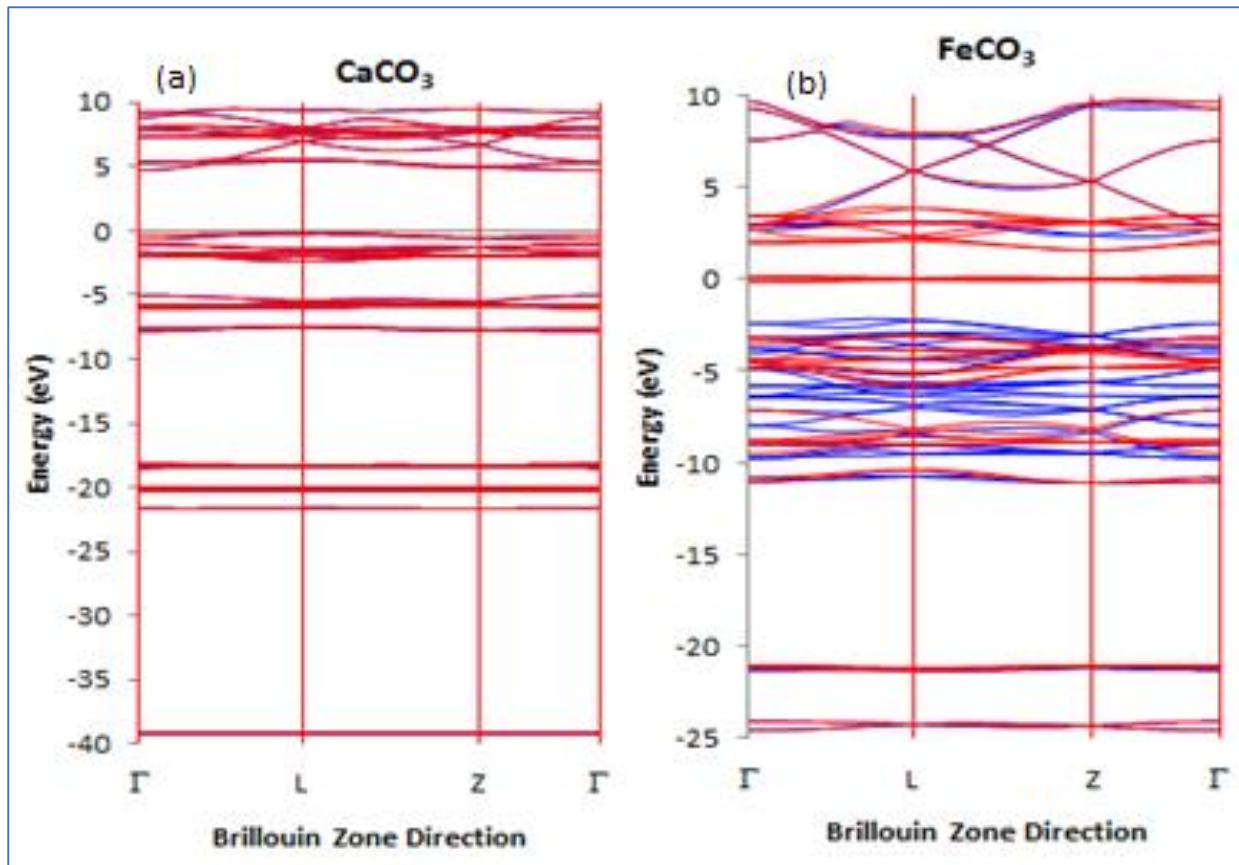 (a)
CaCO₃
10
5
0
-5
-10
-15
-20
-25
-30
-35
-40
Energy (eV)
Γ L Z Γ
Brillouin Zone Direction
(b)
FeCO₃
10
5
0
-5
-10
-15
-20
-25
Energy (eV)
Γ L Z Γ
Brillouin Zone Direction